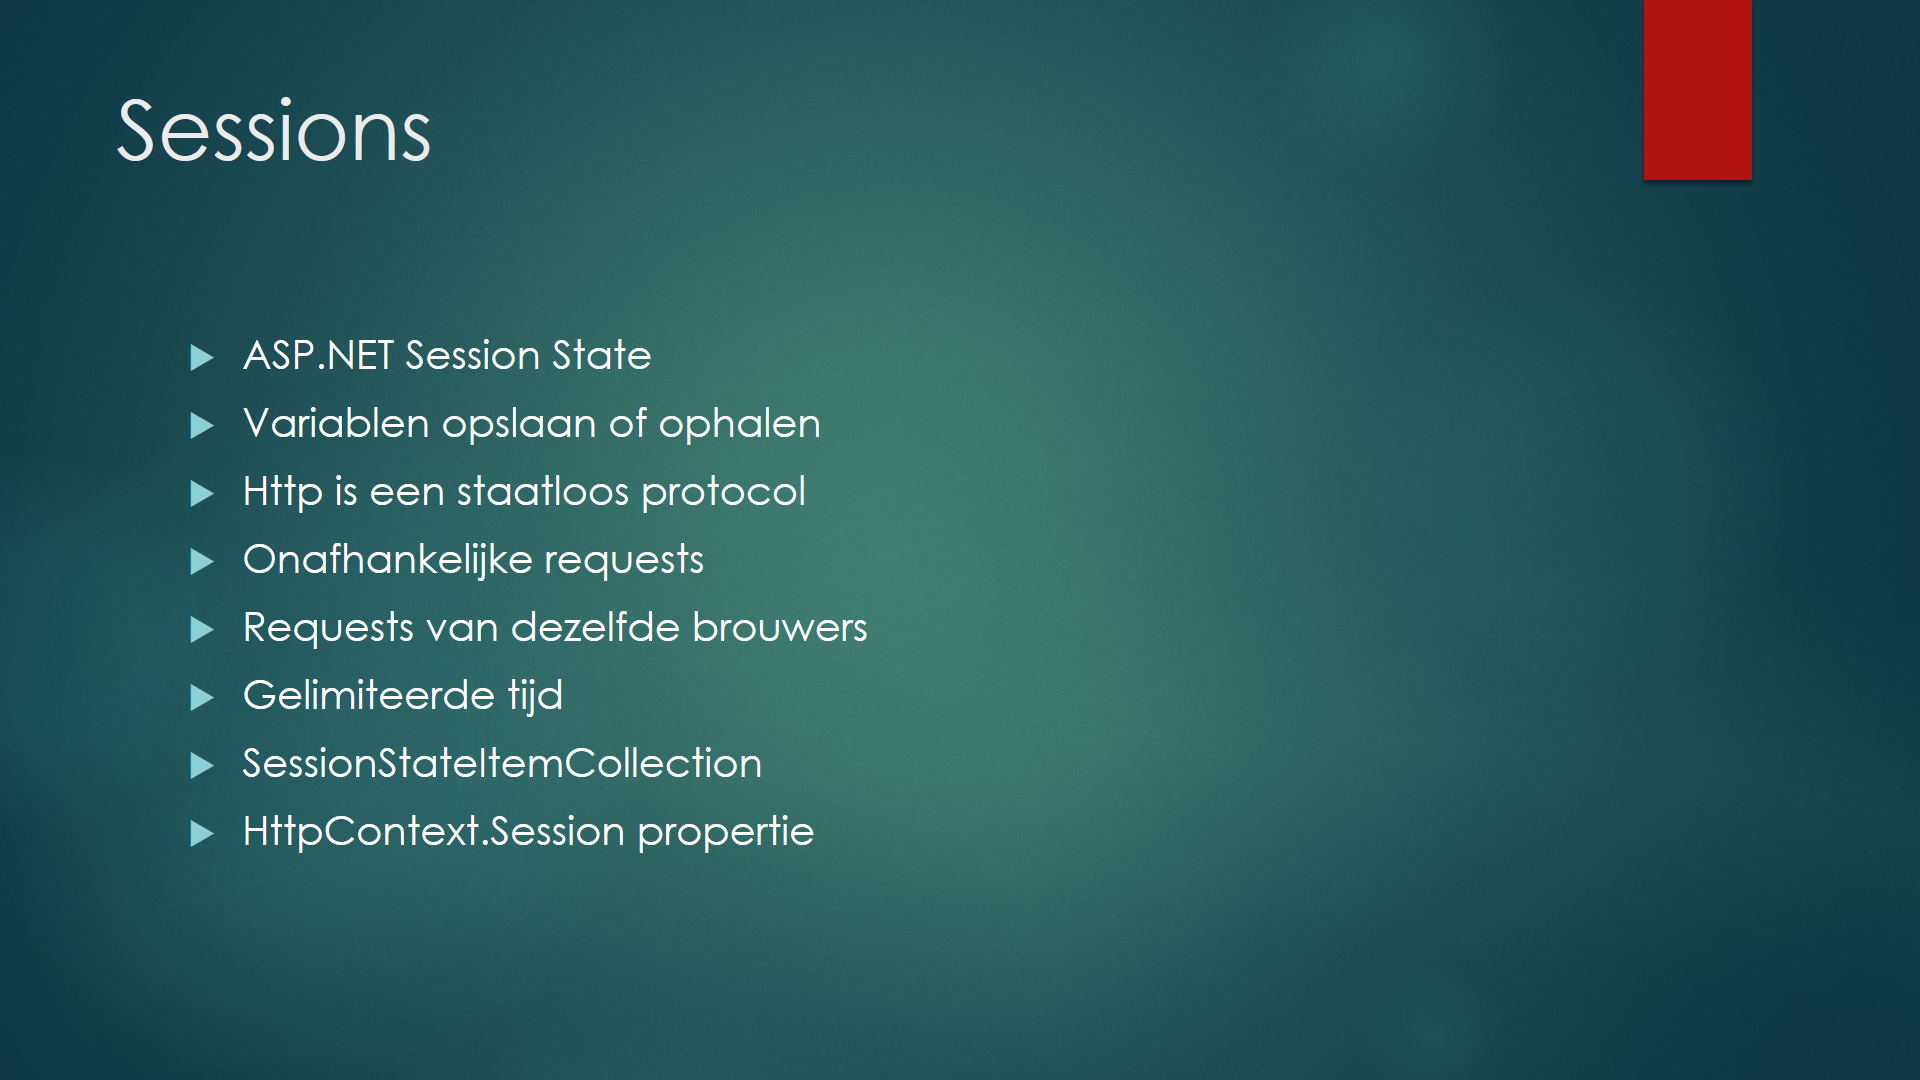 Sessions
ASP.NET Session State
Variablen opslaan of ophalen
Http is een staatloos protocol
Onafhankelijke requests
Requests van dezelfde brouwers
Gelimiteerde tijd
SessionStateItemCollection
HttpContext.Session propertie